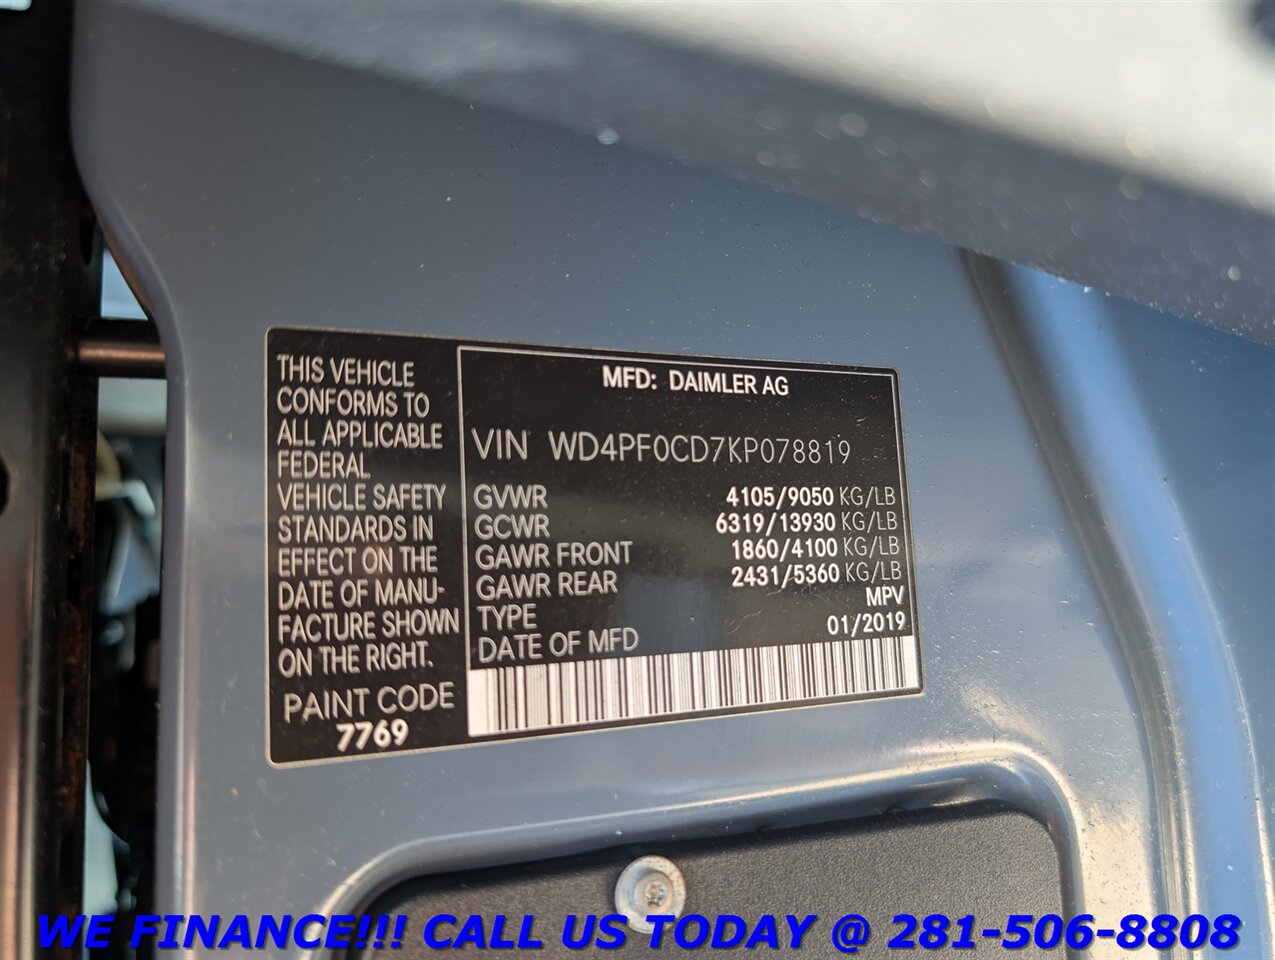 THIS VEHICLE
CONFORMS TO
ALL APPLICABLE
FEDERAL
VEHICLE SAFETY
STANDARDS IN
EFFECT ON THE
DATE OF MANU-
FACTURE SHOWN
ON THE RIGHT.
PAINT CODE
7769
MFD: DAIMLER AG
VIN WD4PF0CD7KP078819
GVWR 4105/9050 KG/LB
GCWR 6319/13930 KG/LB
GAWR FRONT 1860/4100 KG/LB
GAWR REAR 2431/5360 KG/LB
TYPE MPV
DATE OF MFD 01/2019
WE FINANCE!!! CALL US TODAY @ 281-506-8808